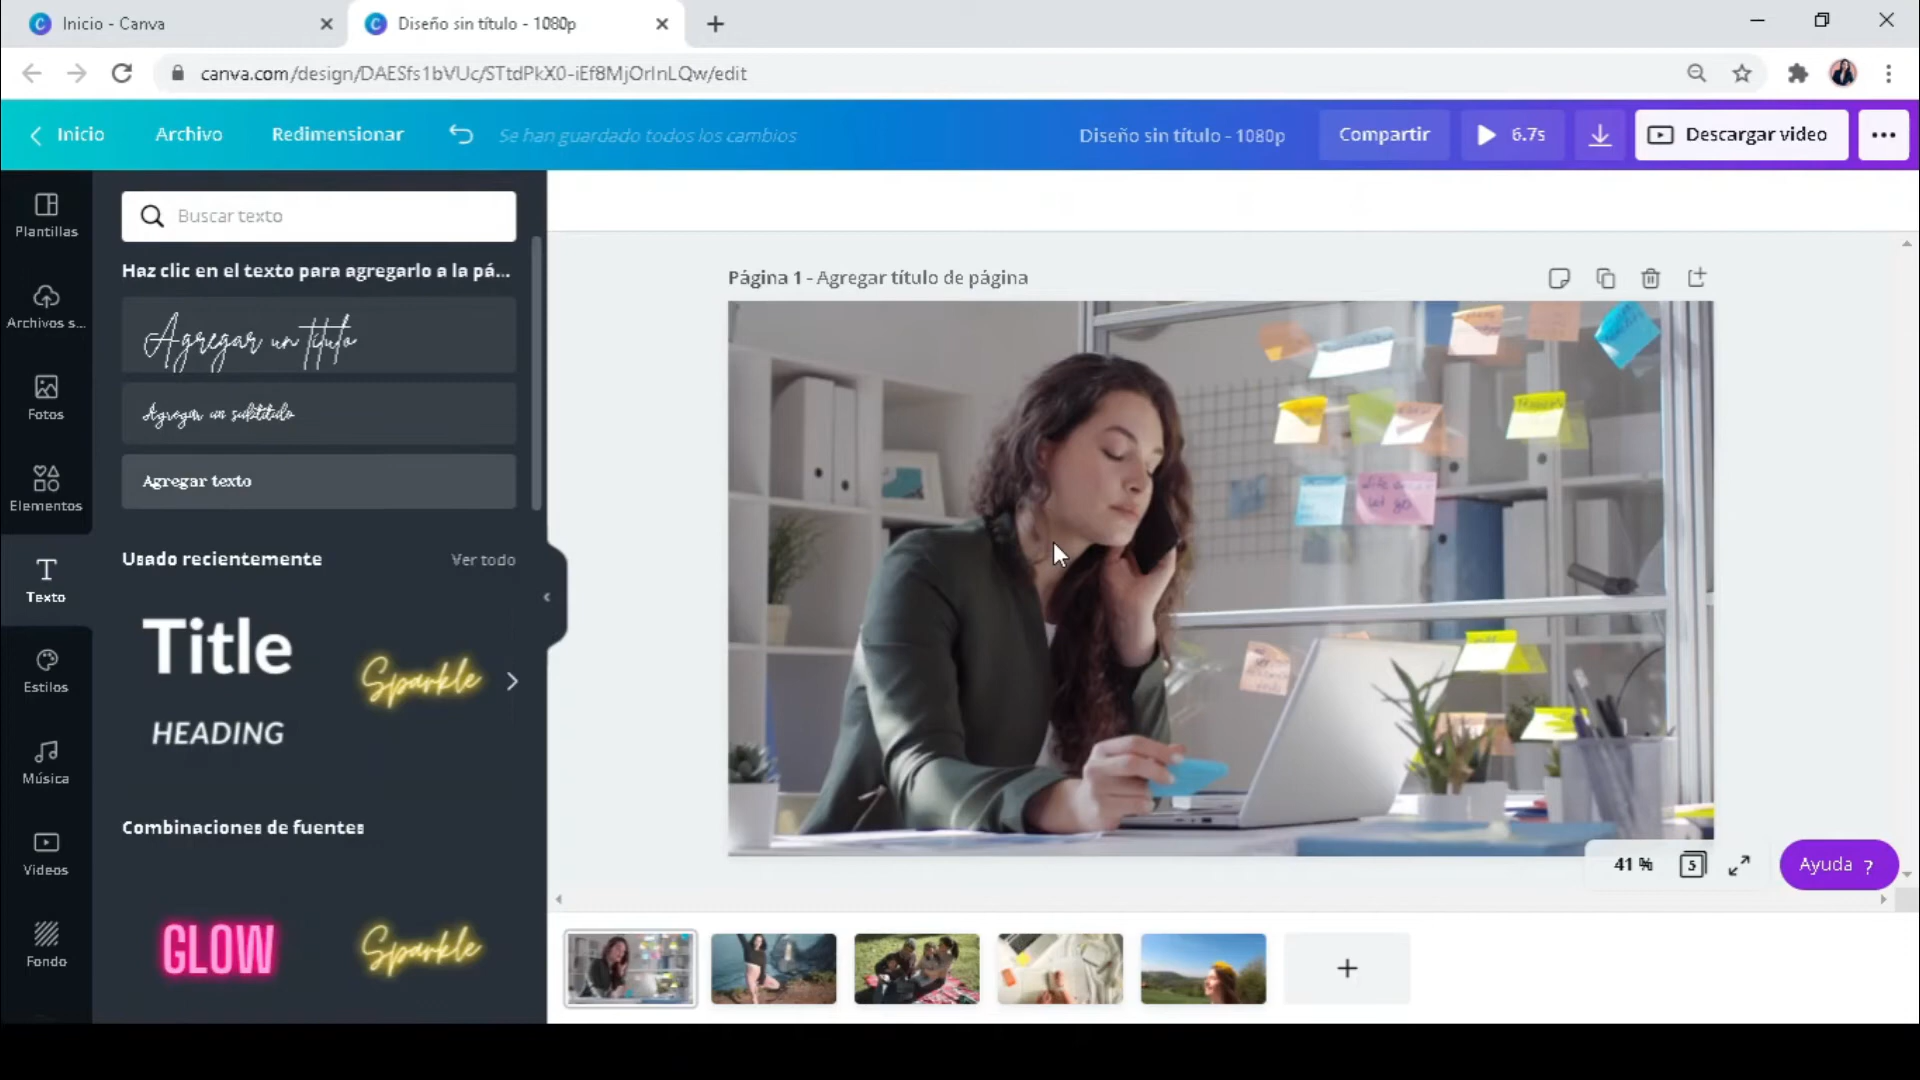 Inicio - Canva
Diseño sin título - 1080p
canva.com/design/DAESfs1bVUc/STtdPkX0-iEf8MjOrInLQw/edit
Inicio
Archivo
Redimensionar
Se han guardado todos los cambios
Diseño sin título - 1080p
Compartir
6.7s
Descargar video
Plantillas
Archivos s...
Fotos
Elementos
Texto
Estilos
Música
Videos
Fondo
Buscar texto
Haz clic en el texto para agregarlo a la pá...
Agregar un título
Agregar un subtítulo
Agregar texto
Usado recientemente
Ver todo
Title
HEADING
Sparkle
Combinaciones de fuentes
GLOW
Sparkle
Página 1 - Agregar título de página
let go
41 %
5
Ayuda ?